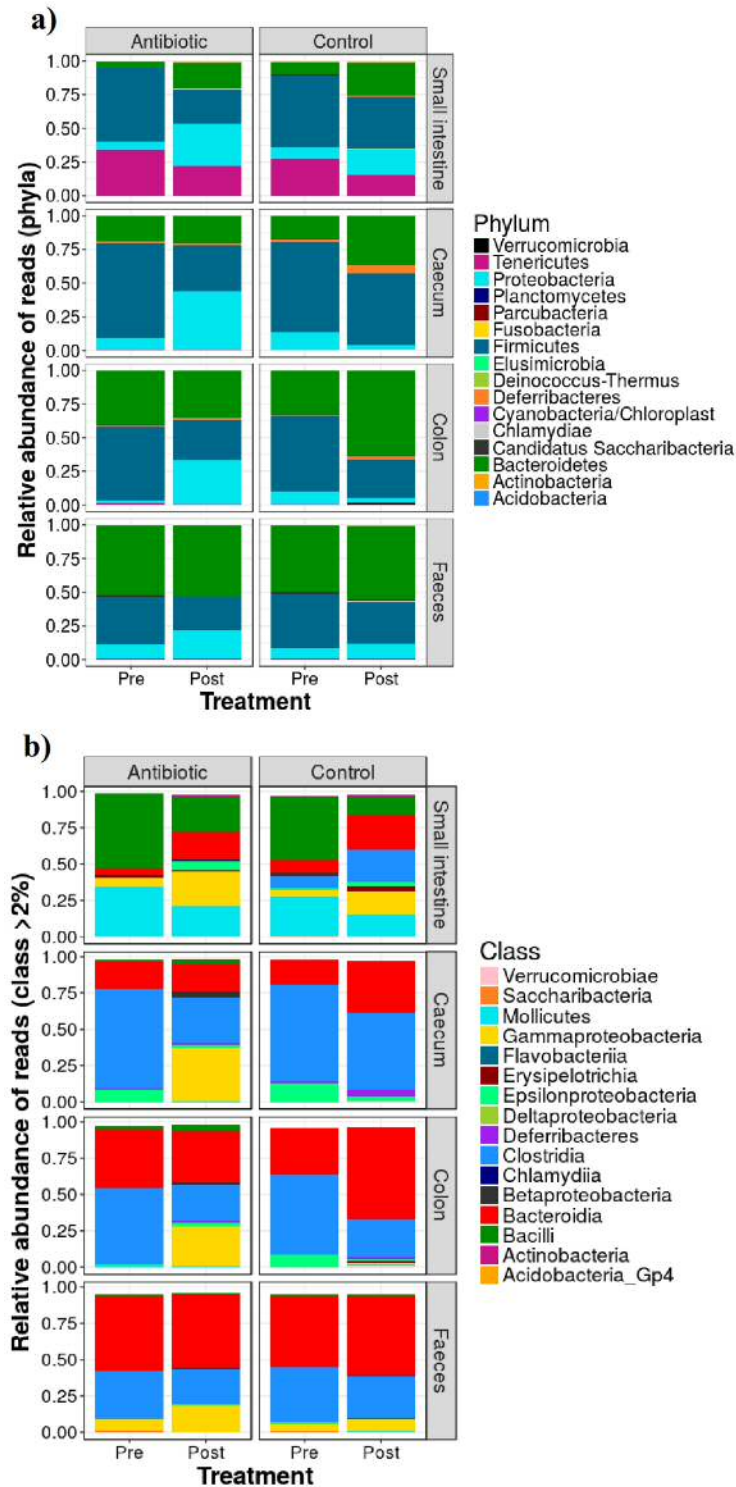 a)
Antibiotic
Control
Relative abundance of reads (phyla)
1.00
0.75
0.50
0.25
0.00
Small intestine
1.00
0.75
0.50
0.25
0.00
Caecum
1.00
0.75
0.50
0.25
0.00
Colon
1.00
0.75
0.50
0.25
0.00
Faeces
Pre
Post
Pre
Post
Treatment
Phylum
Verrucomicrobia
Tenericutes
Proteobacteria
Planctomycetes
Parcubacteria
Fusobacteria
Firmicutes
Elusimicrobia
Deinococcus-Thermus
Deferribacteres
Cyanobacteria/Chloroplast
Chlamydiae
Candidatus Saccharibacteria
Bacteroidetes
Actinobacteria
Acidobacteria
b)
Antibiotic
Control
Relative abundance of reads (class >2%)
1.00
0.75
0.50
0.25
0.00
Small intestine
1.00
0.75
0.50
0.25
0.00
Caecum
1.00
0.75
0.50
0.25
0.00
Colon
1.00
0.75
0.50
0.25
0.00
Faeces
Pre
Post
Pre
Post
Treatment
Class
Verrucomicrobiae
Saccharibacteria
Mollicutes
Gammaproteobacteria
Flavobacteriia
Erysipelotrichia
Epsilonproteobacteria
Deltaproteobacteria
Deferribacteres
Clostridia
Chlamydiia
Betaproteobacteria
Bacteroidia
Bacilli
Actinobacteria
Acidobacteria_Gp4